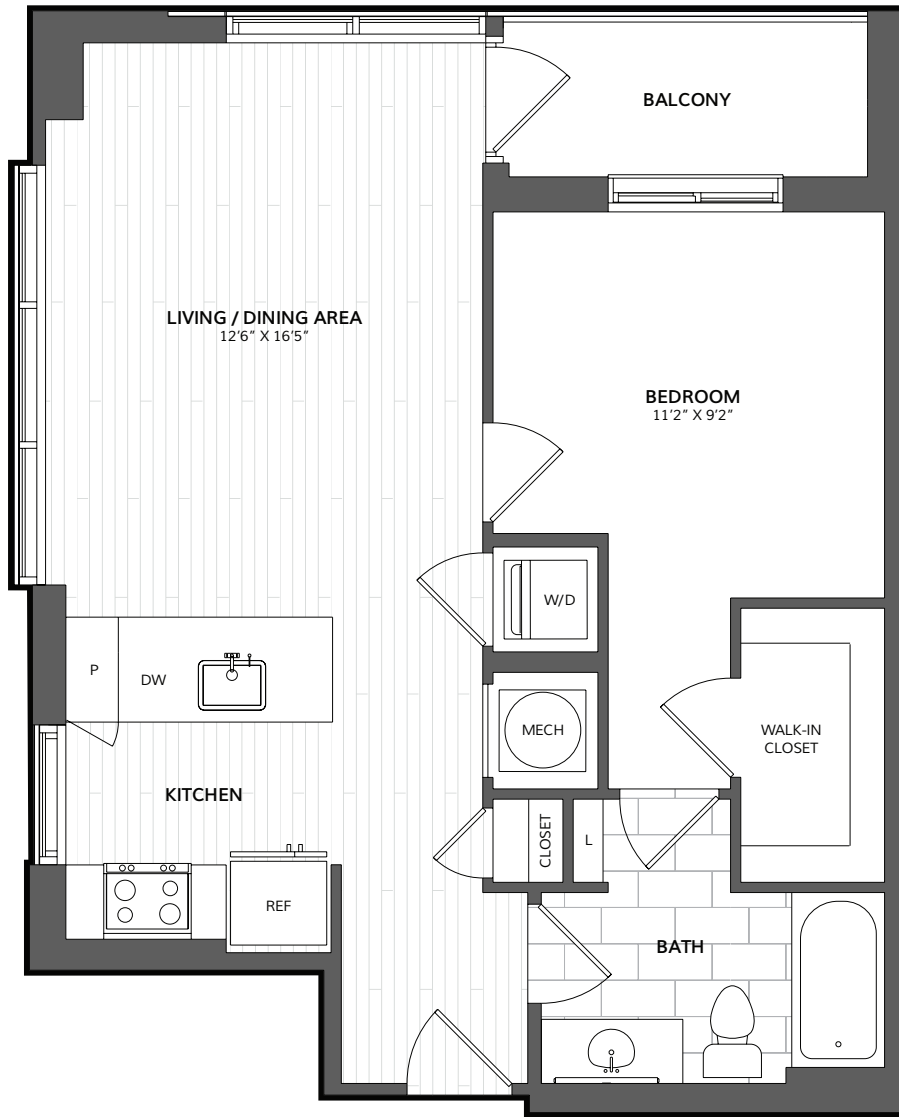 BALCONY
LIVING / DINING AREA
12'6" X 16'5"
BEDROOM
11'2" X 9'2"
W/D
P
DW
MECH
WALK-IN
CLOSET
KITCHEN
CLOSET
L
REF
BATH